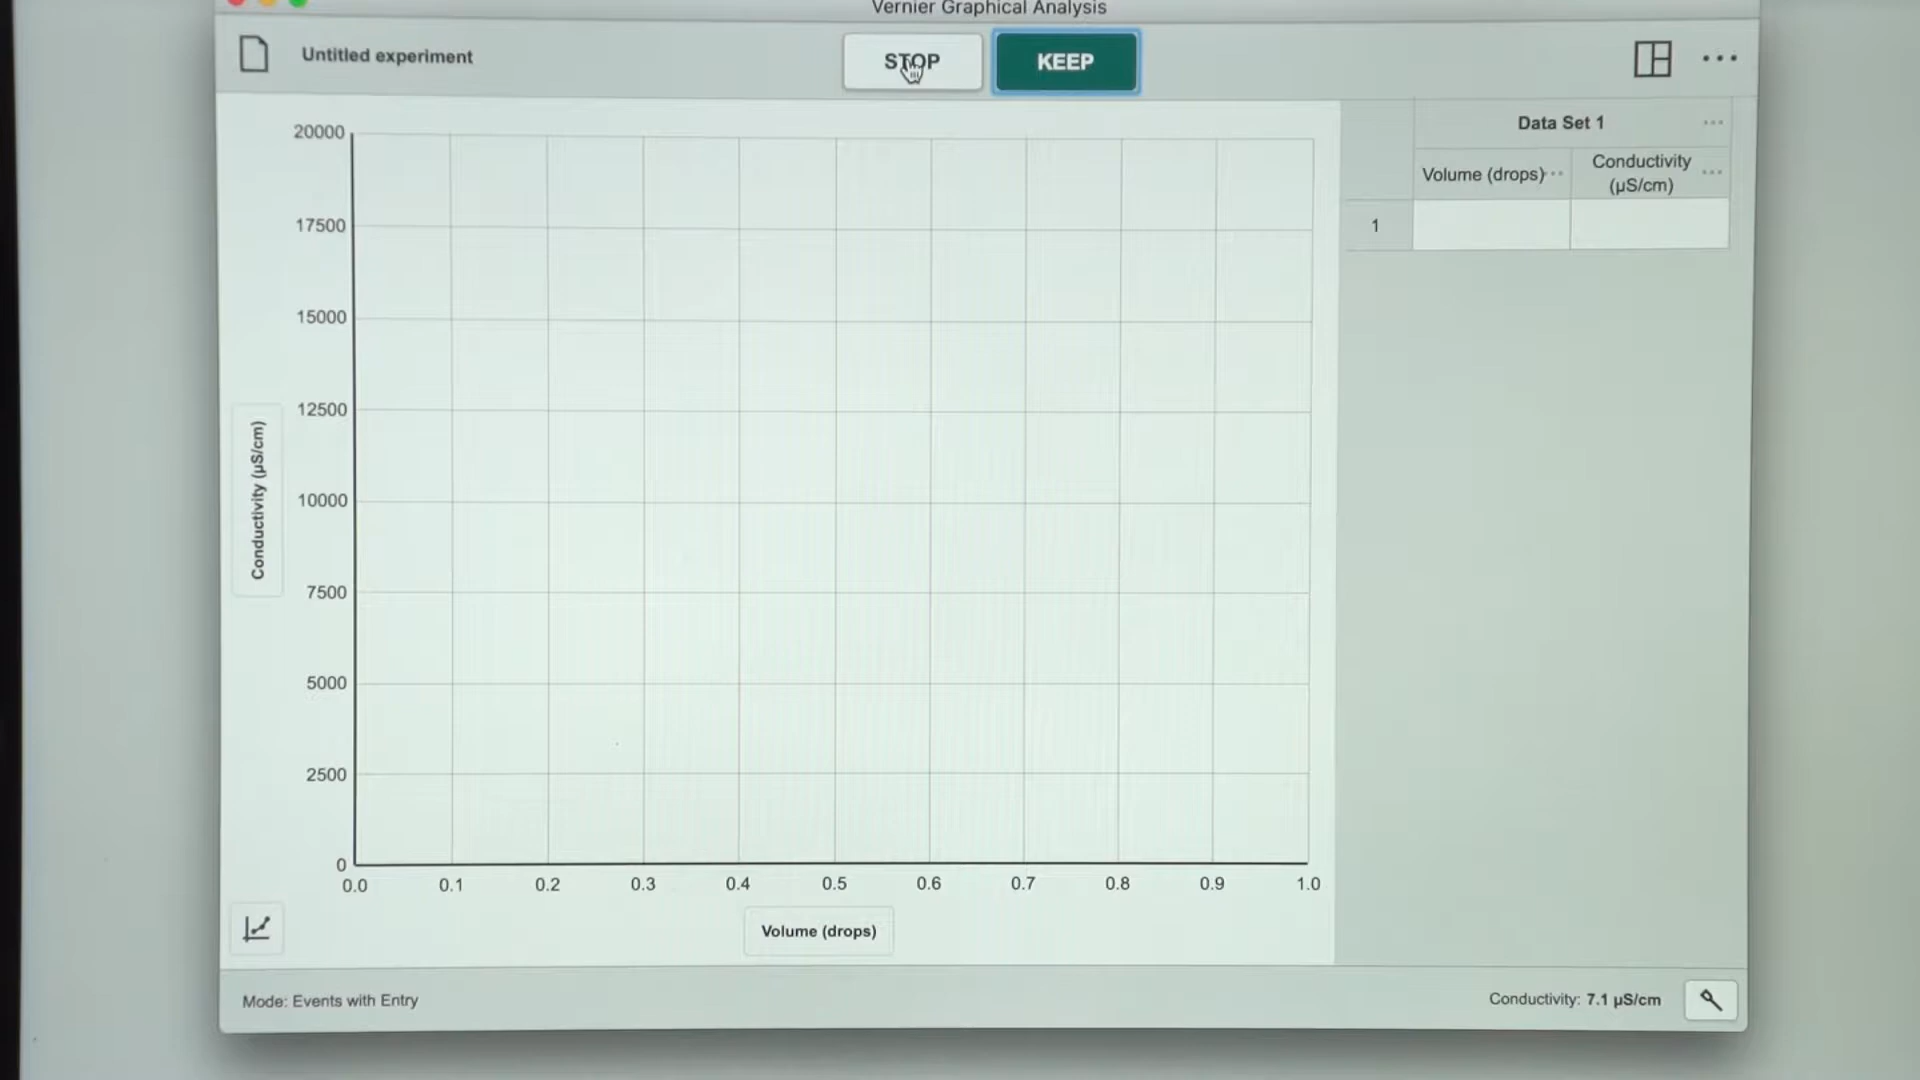 Vernier Graphical Analysis
Untitled experiment
STOP
KEEP
Data Set 1
Volume (drops)
Conductivity
(µS/cm)
1
20000
17500
15000
12500
10000
7500
5000
2500
0
Conductivity (µS/cm)
0.0 0.1 0.2 0.3 0.4 0.5 0.6 0.7 0.8 0.9 1.0
Volume (drops)
Mode: Events with Entry
Conductivity: 7.1 µS/cm